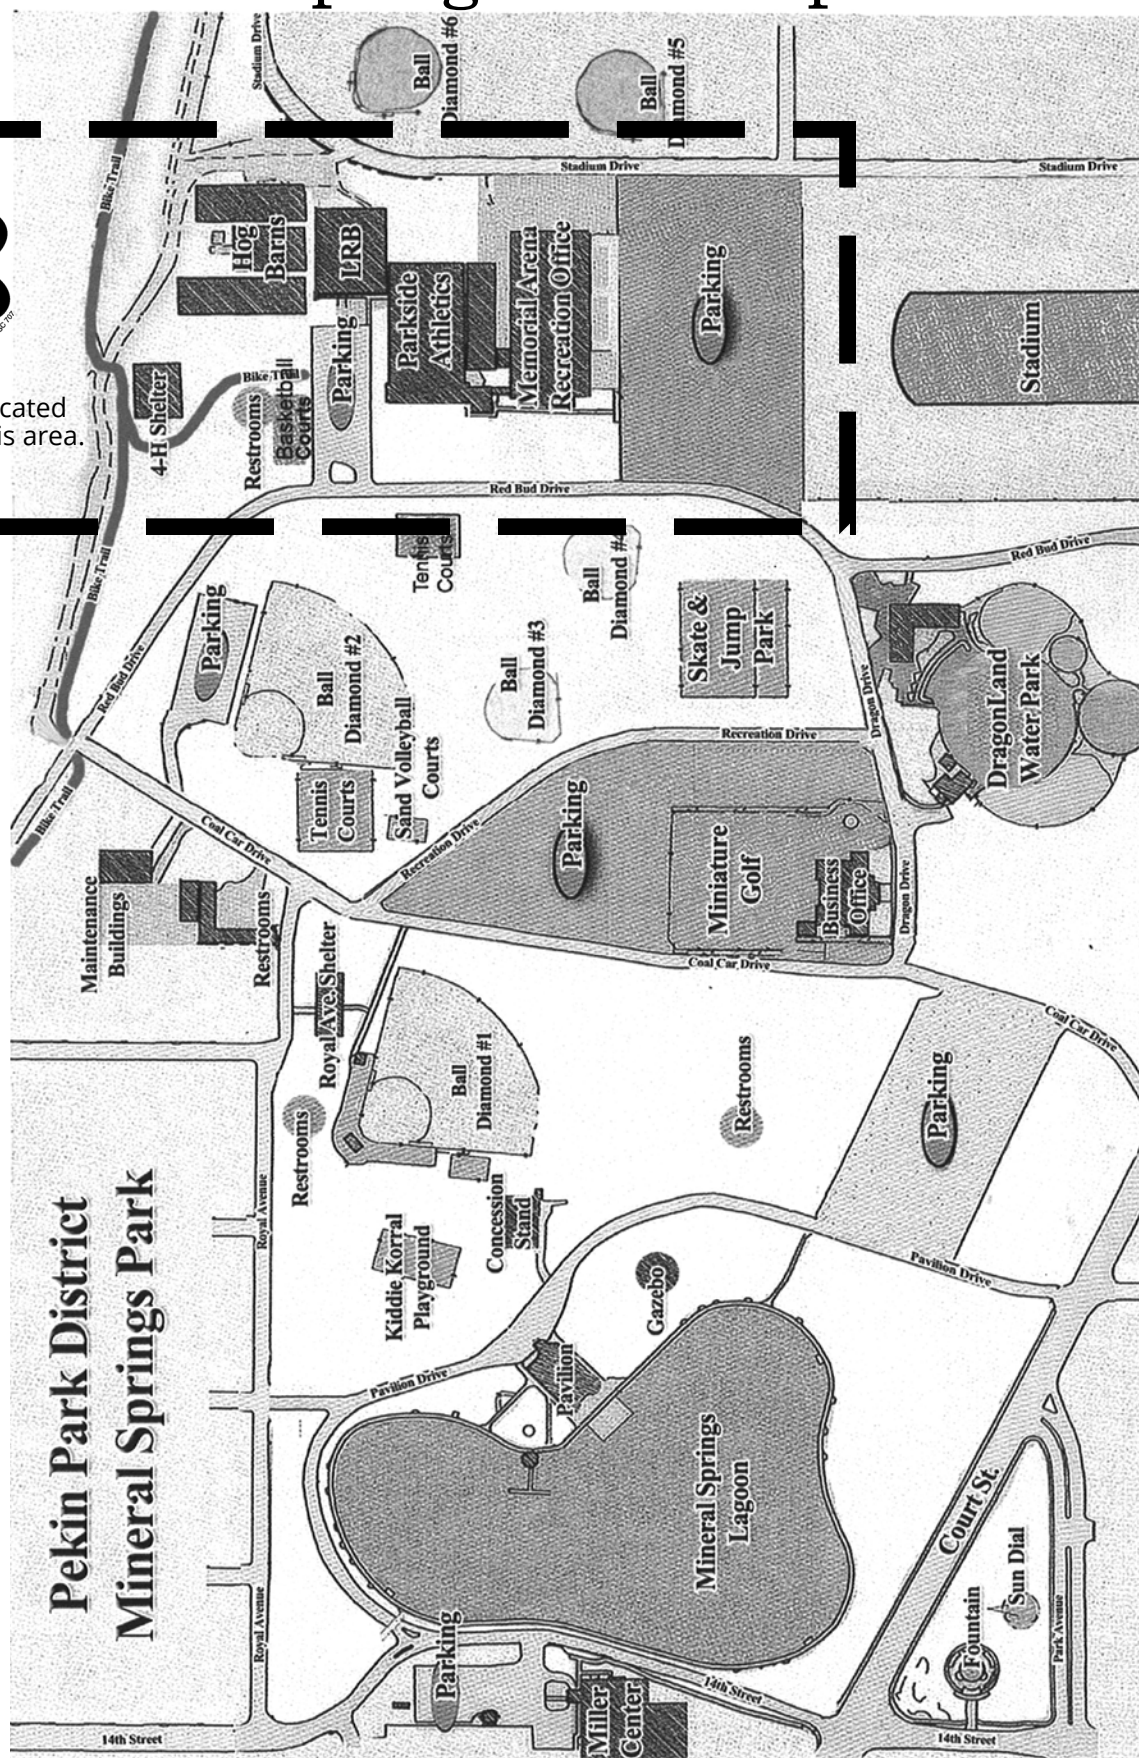 Pekin Park District
Mineral Springs Park
Stadium Drive
Ball
Diamond #6
Ball
Diamond #5
Bike Trail
Stadium Drive
Stadium Drive
Hog
Barns
LRB
Parkside
Athletics
Memorial Arena
Recreation Office
Parking
Stadium
4-H Shelter
Bike Trail
Restrooms
Basketball
Courts
Parking
cated
is area.
Red Bud Drive
Bike Trail
Tennis
Courts
Ball
Diamond #4
Red Bud Drive
Parking
Red Bud Drive
Ball
Diamond #2
Ball
Diamond #3
Skate &
Jump
Park
Dragon Drive
DragonLand
Water Park
Recreation Drive
Bike Trail
Coal Car Drive
Tennis
Courts
Sand Volleyball
Courts
Recreation Drive
Parking
Miniature
Golf
Business
Office
Dragon Drive
Maintenance
Buildings
Restrooms
Royal Ave. Shelter
Coal Car Drive
Coal Car Drive
Ball
Diamond #1
Restrooms
Restrooms
Parking
Royal Avenue
Kiddie Korral
Playground
Concession
Stand
Gazebo
Pavilion Drive
Pavilion Drive
Pavilion
Mineral Springs
Lagoon
Court St.
Sun Dial
Fountain
Park Avenue
Royal Avenue
Parking
Miller
Center
14th Street
14th Street
14th Street